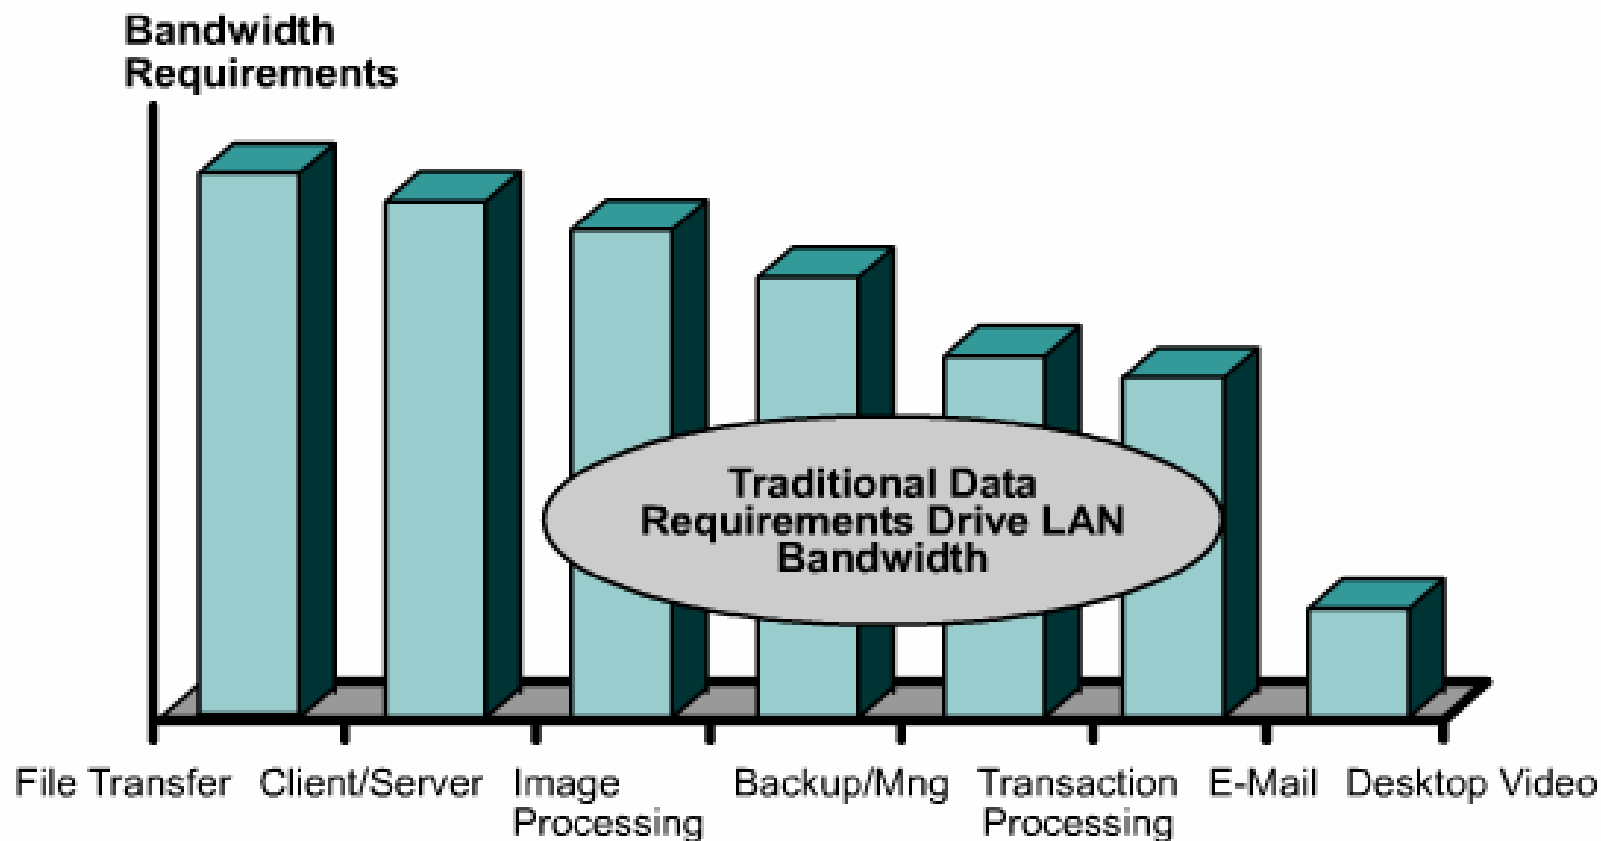 Bandwidth
Requirements
Traditional Data
Requirements Drive LAN
Bandwidth
File Transfer
Client/Server
Image
Processing
Backup/Mng
Transaction
Processing
E-Mail
Desktop Video